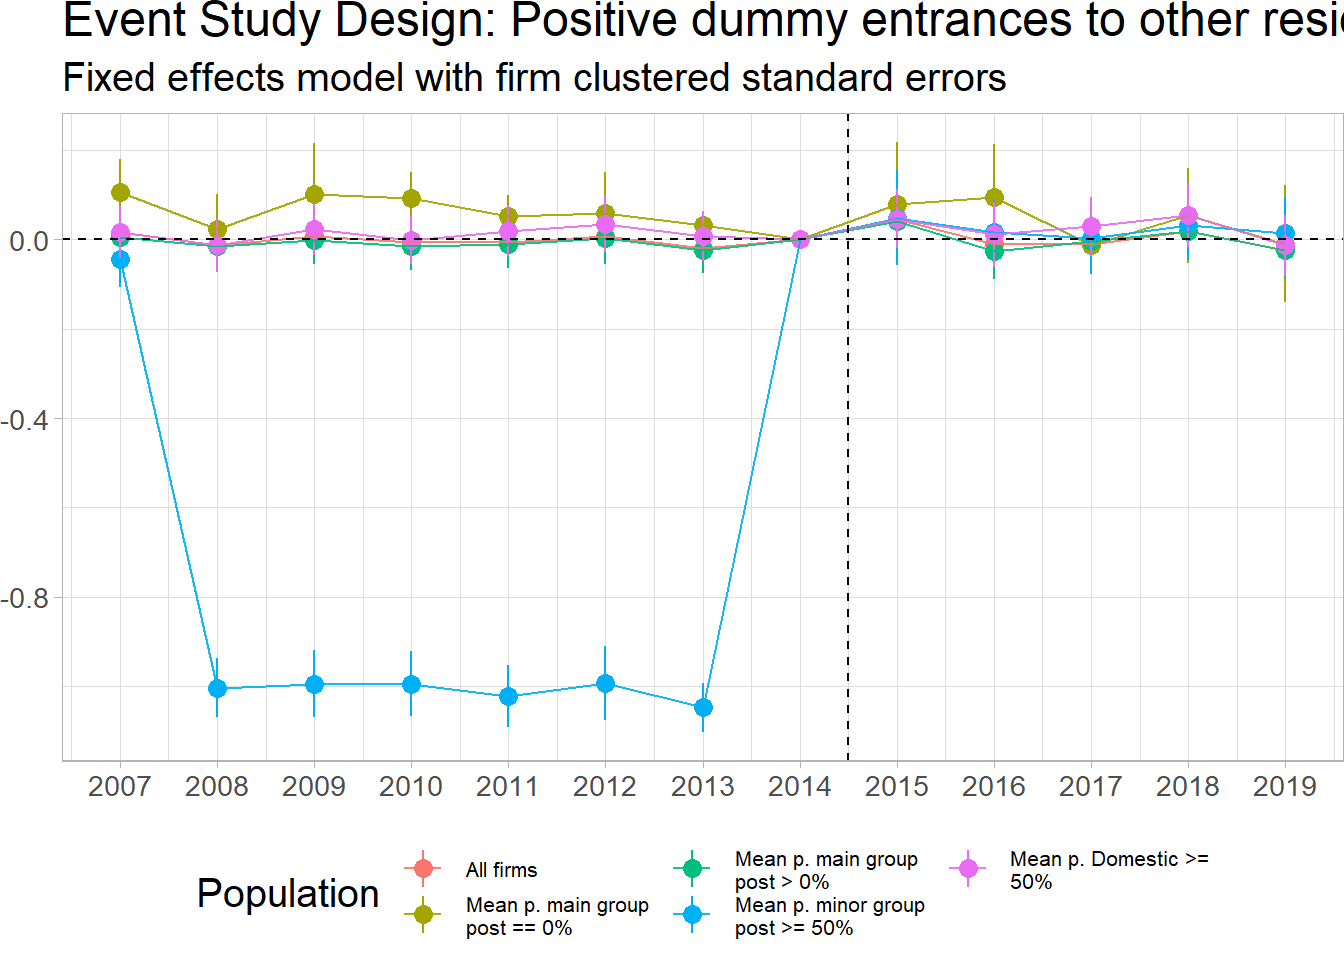 Event Study Design: Positive dummy entrances to other resi
Fixed effects model with firm clustered standard errors
0.0
-0.4
-0.8
2007 2008 2009 2010 2011 2012 2013 2014 2015 2016 2017 2018 2019
Population
All firms
Mean p. main group
post == 0%
Mean p. main group
post > 0%
Mean p. minor group
post >= 50%
Mean p. Domestic >=
50%